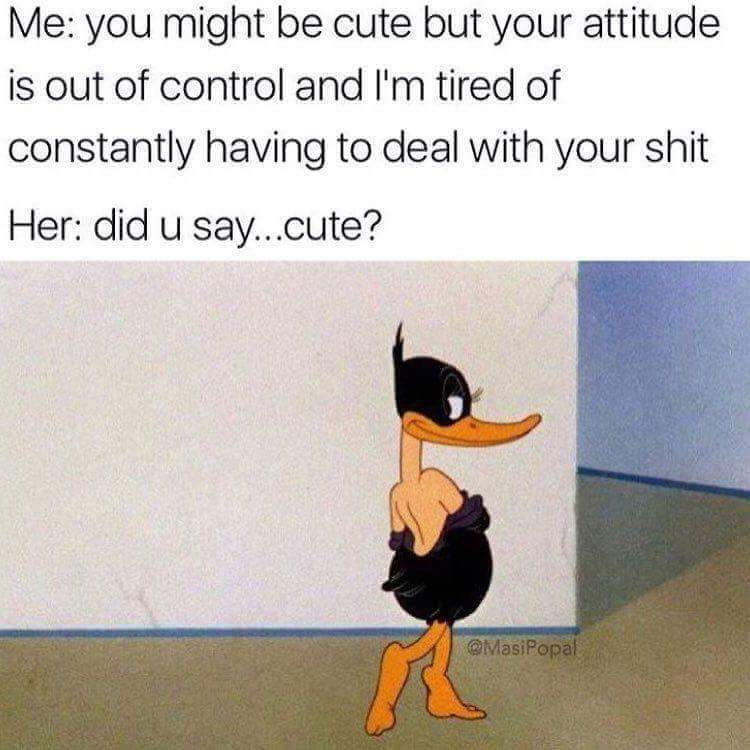 Me: you might be cute but your attitude
is out of control and I'm tired of
constantly having to deal with your shit
Her: did u say...cute?
@MasiPopal